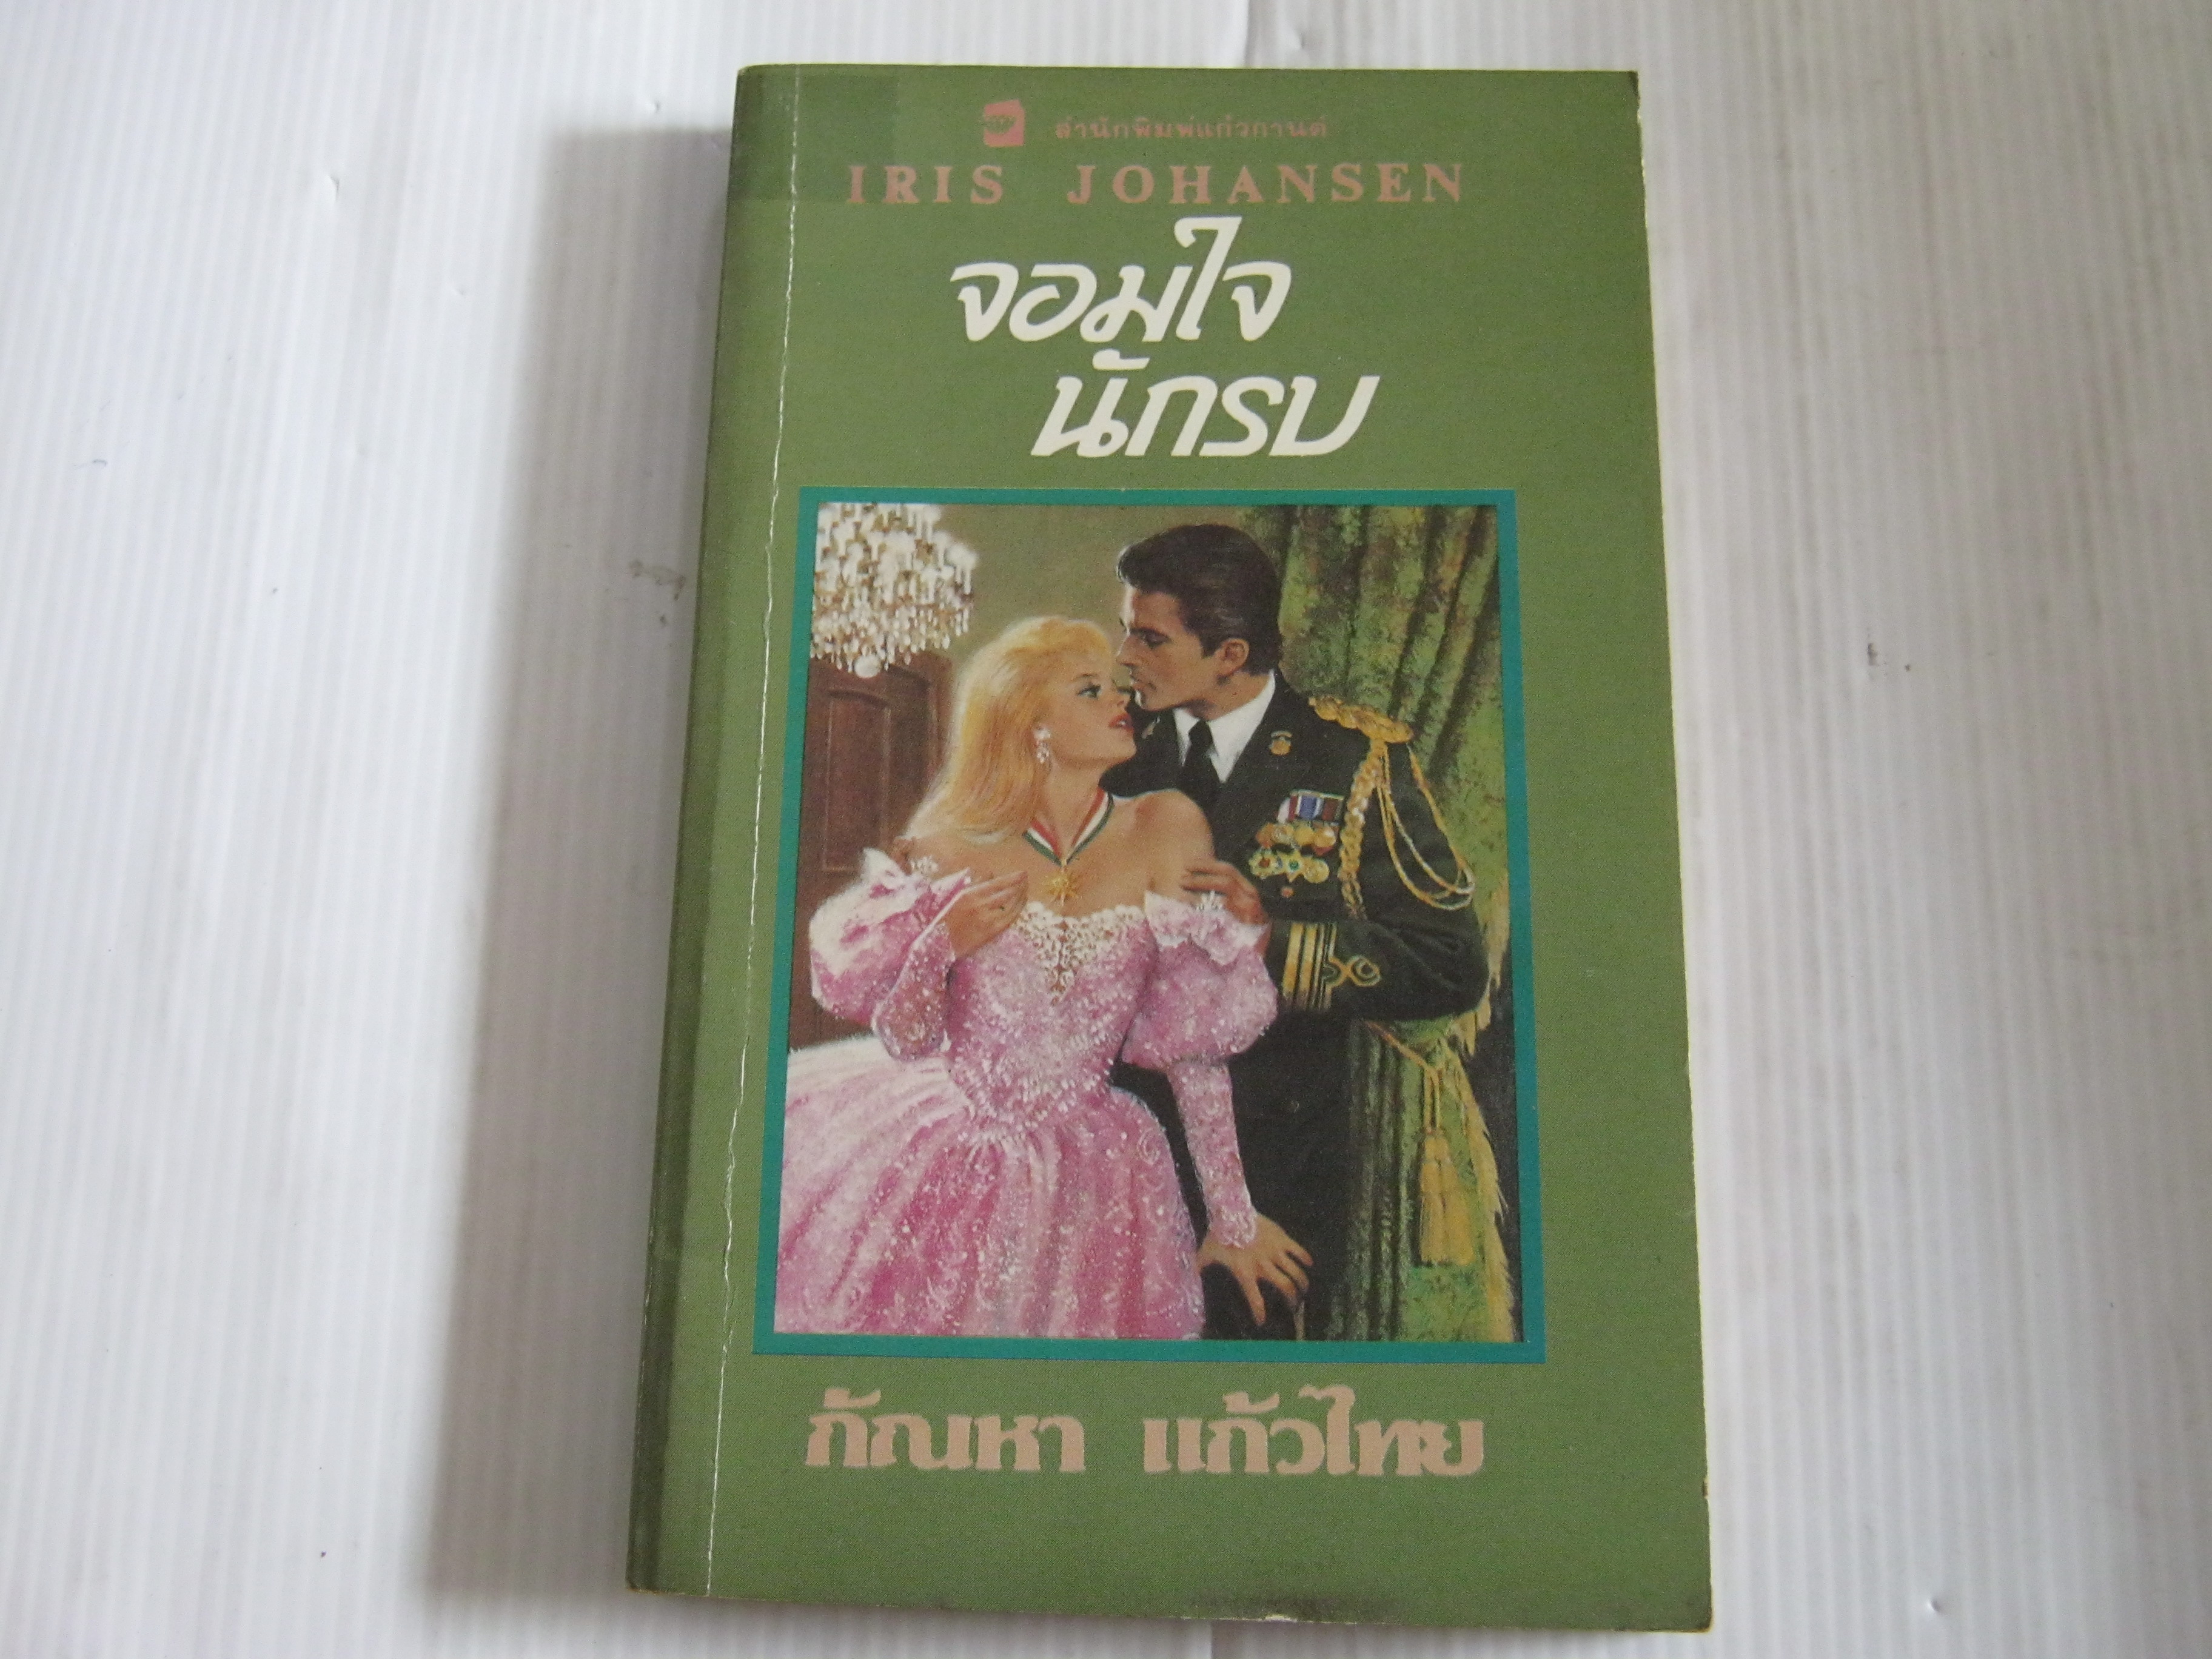 สำนักพิมพ์แก้วกานต์
IRIS JOHANSEN
จอมใจ
นักรบ
กัณหา แก้วไทย